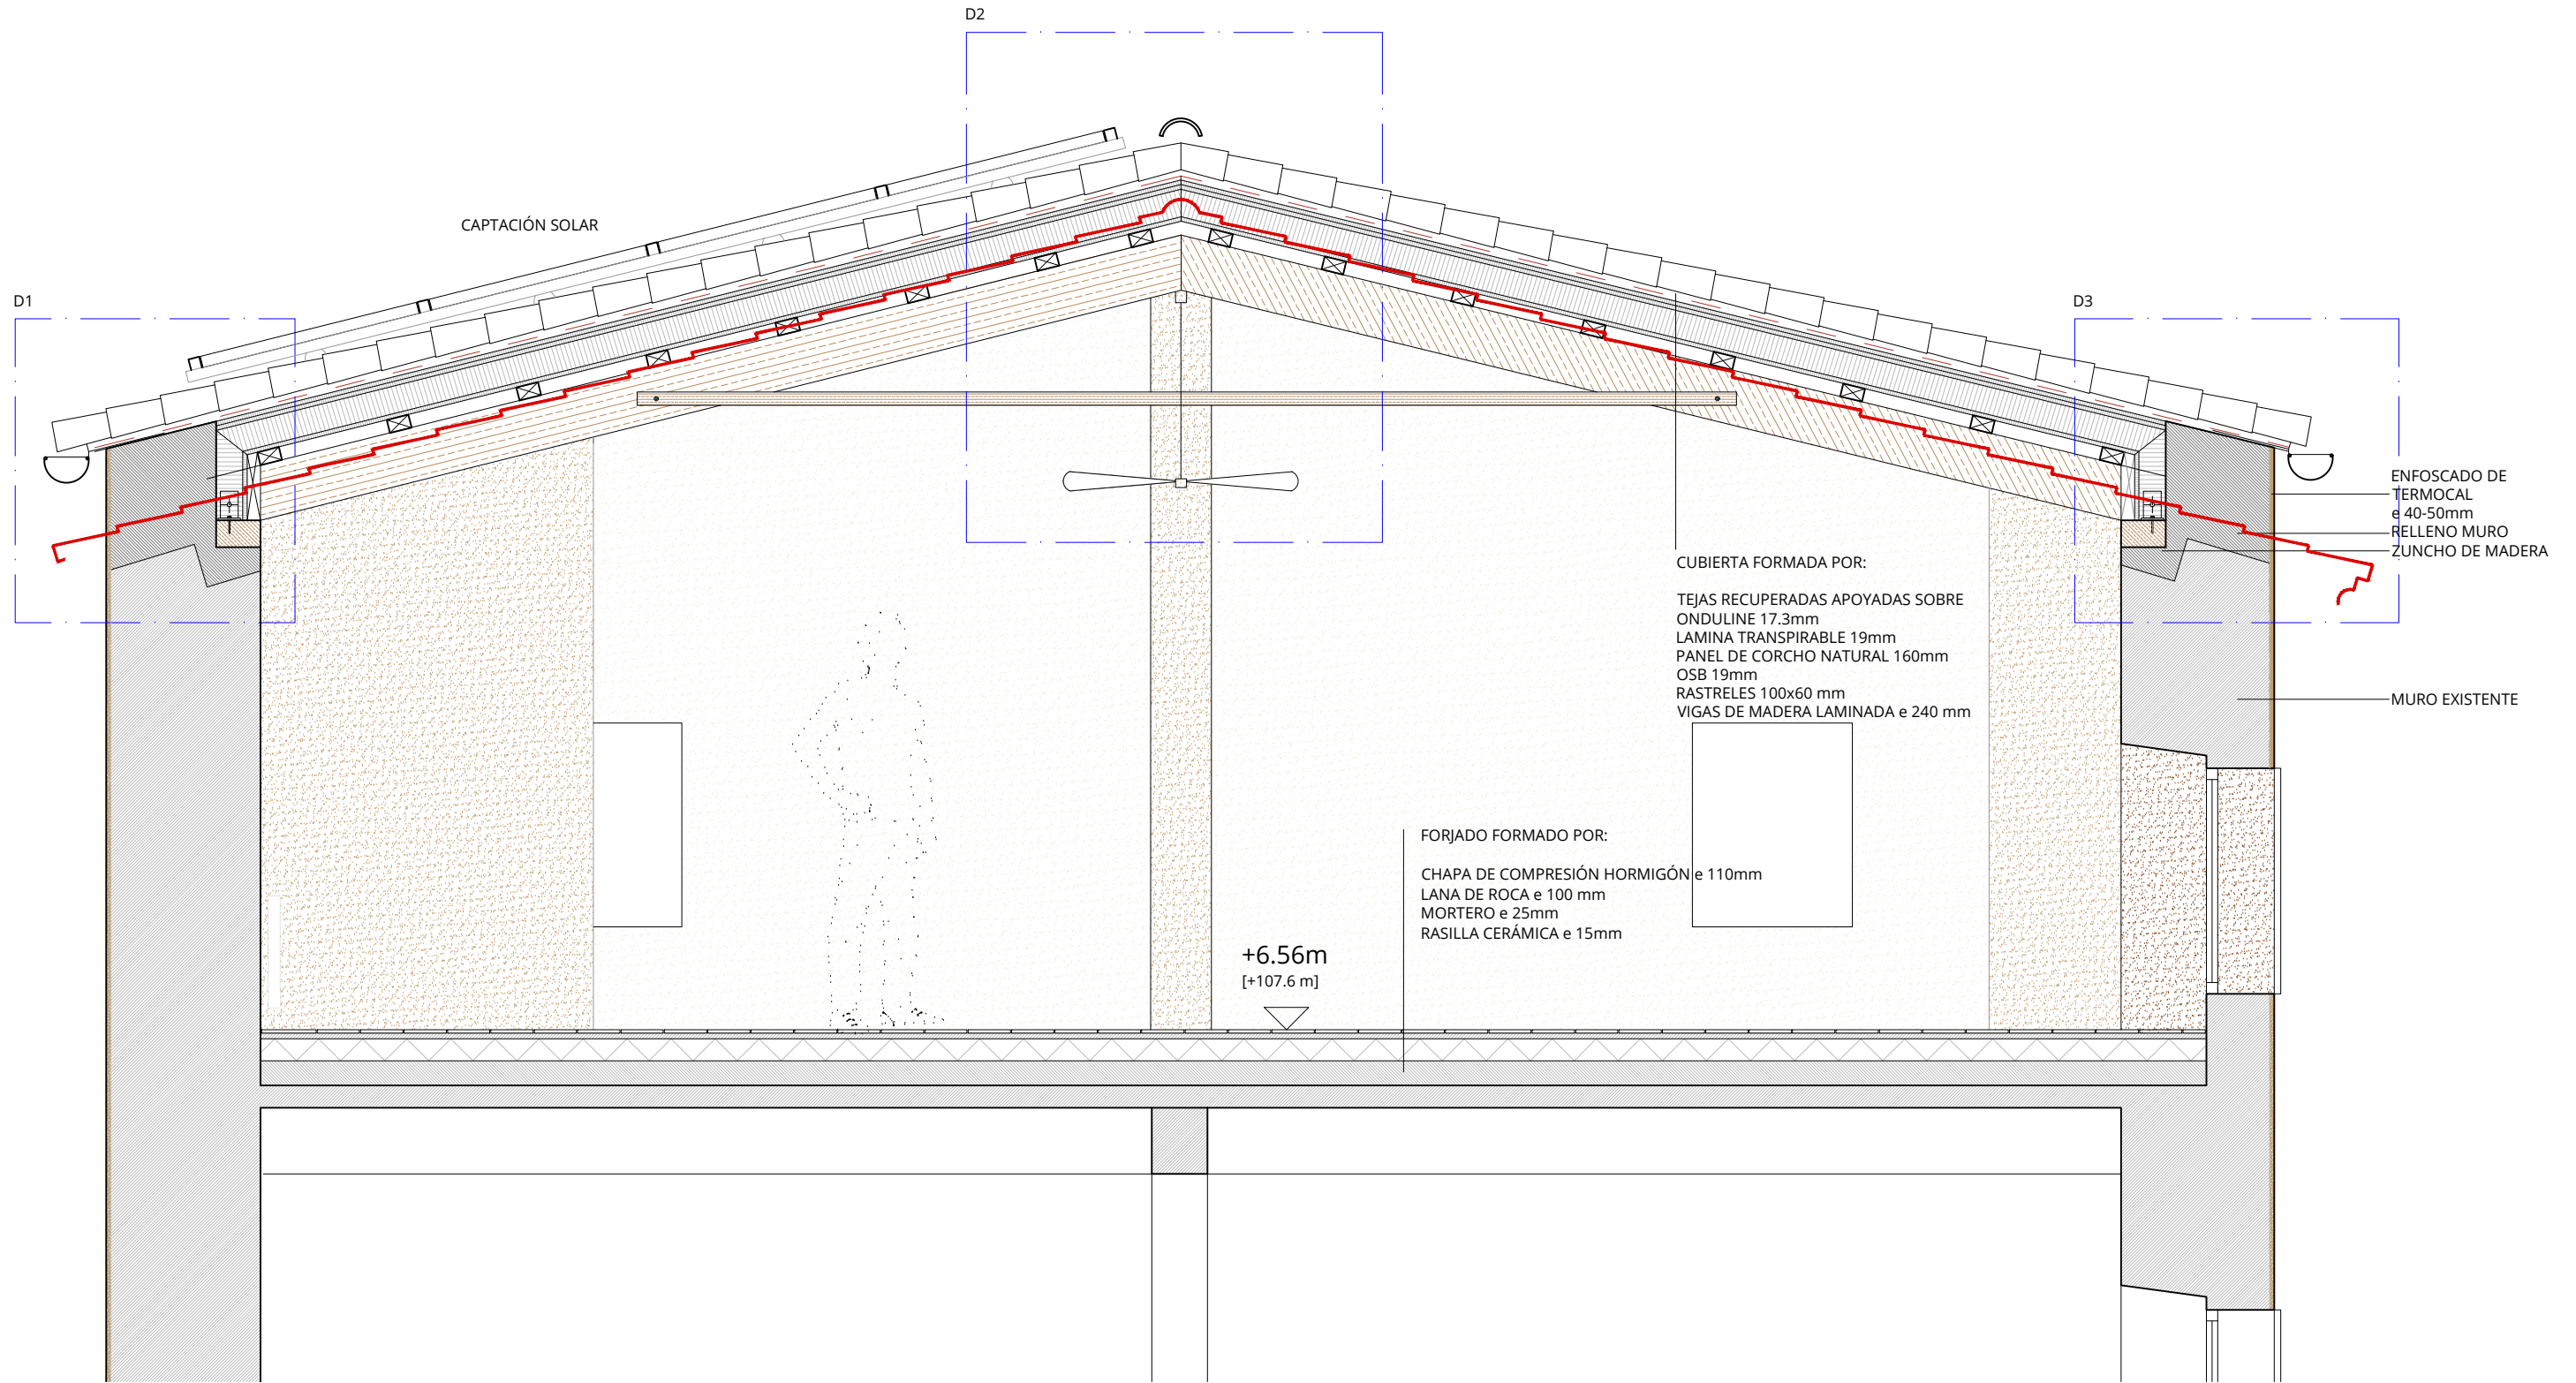 D2
CAPTACIÓN SOLAR
D1
D3
ENFOSCADO DE
TERMOCAL
e 40-50mm
RELLENO MURO
ZUNCHO DE MADERA
CUBIERTA FORMADA POR:
TEJAS RECUPERADAS APOYADAS SOBRE
ONDULINE 17.3mm
LAMINA TRANSPIRABLE 19mm
PANEL DE CORCHO NATURAL 160mm
OSB 19mm
RASTRELES 100x60 mm
VIGAS DE MADERA LAMINADA e 240 mm
MURO EXISTENTE
FORJADO FORMADO POR:
CHAPA DE COMPRESIÓN HORMIGÓN e 110mm
LANA DE ROCA e 100 mm
MORTERO e 25mm
RASILLA CERÁMICA e 15mm
+6.56m
[+107.6 m]